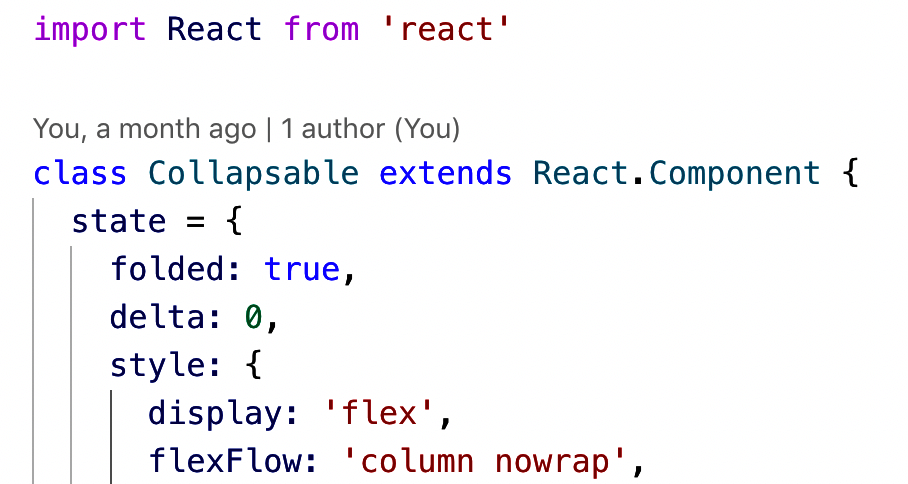 import React from 'react'
You, a month ago | 1 author (You)
class Collapsable extends React.Component {
state = {
folded: true,
delta: 0,
style: {
display: 'flex',
flexFlow: 'column nowrap',